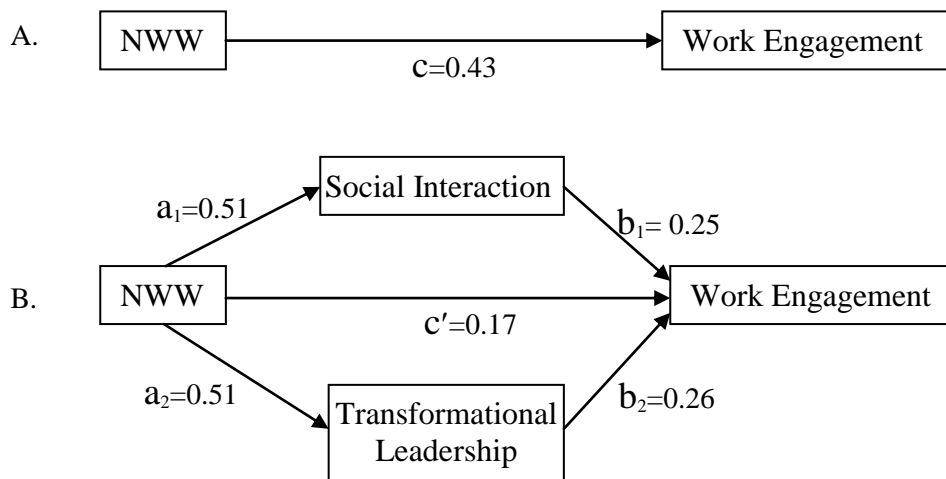 A.
NWW
Work Engagement
c=0.43
Social Interaction
a₁=0.51
b₁= 0.25
B.
NWW
Work Engagement
c′=0.17
a₂=0.51
b₂=0.26
Transformational
Leadership